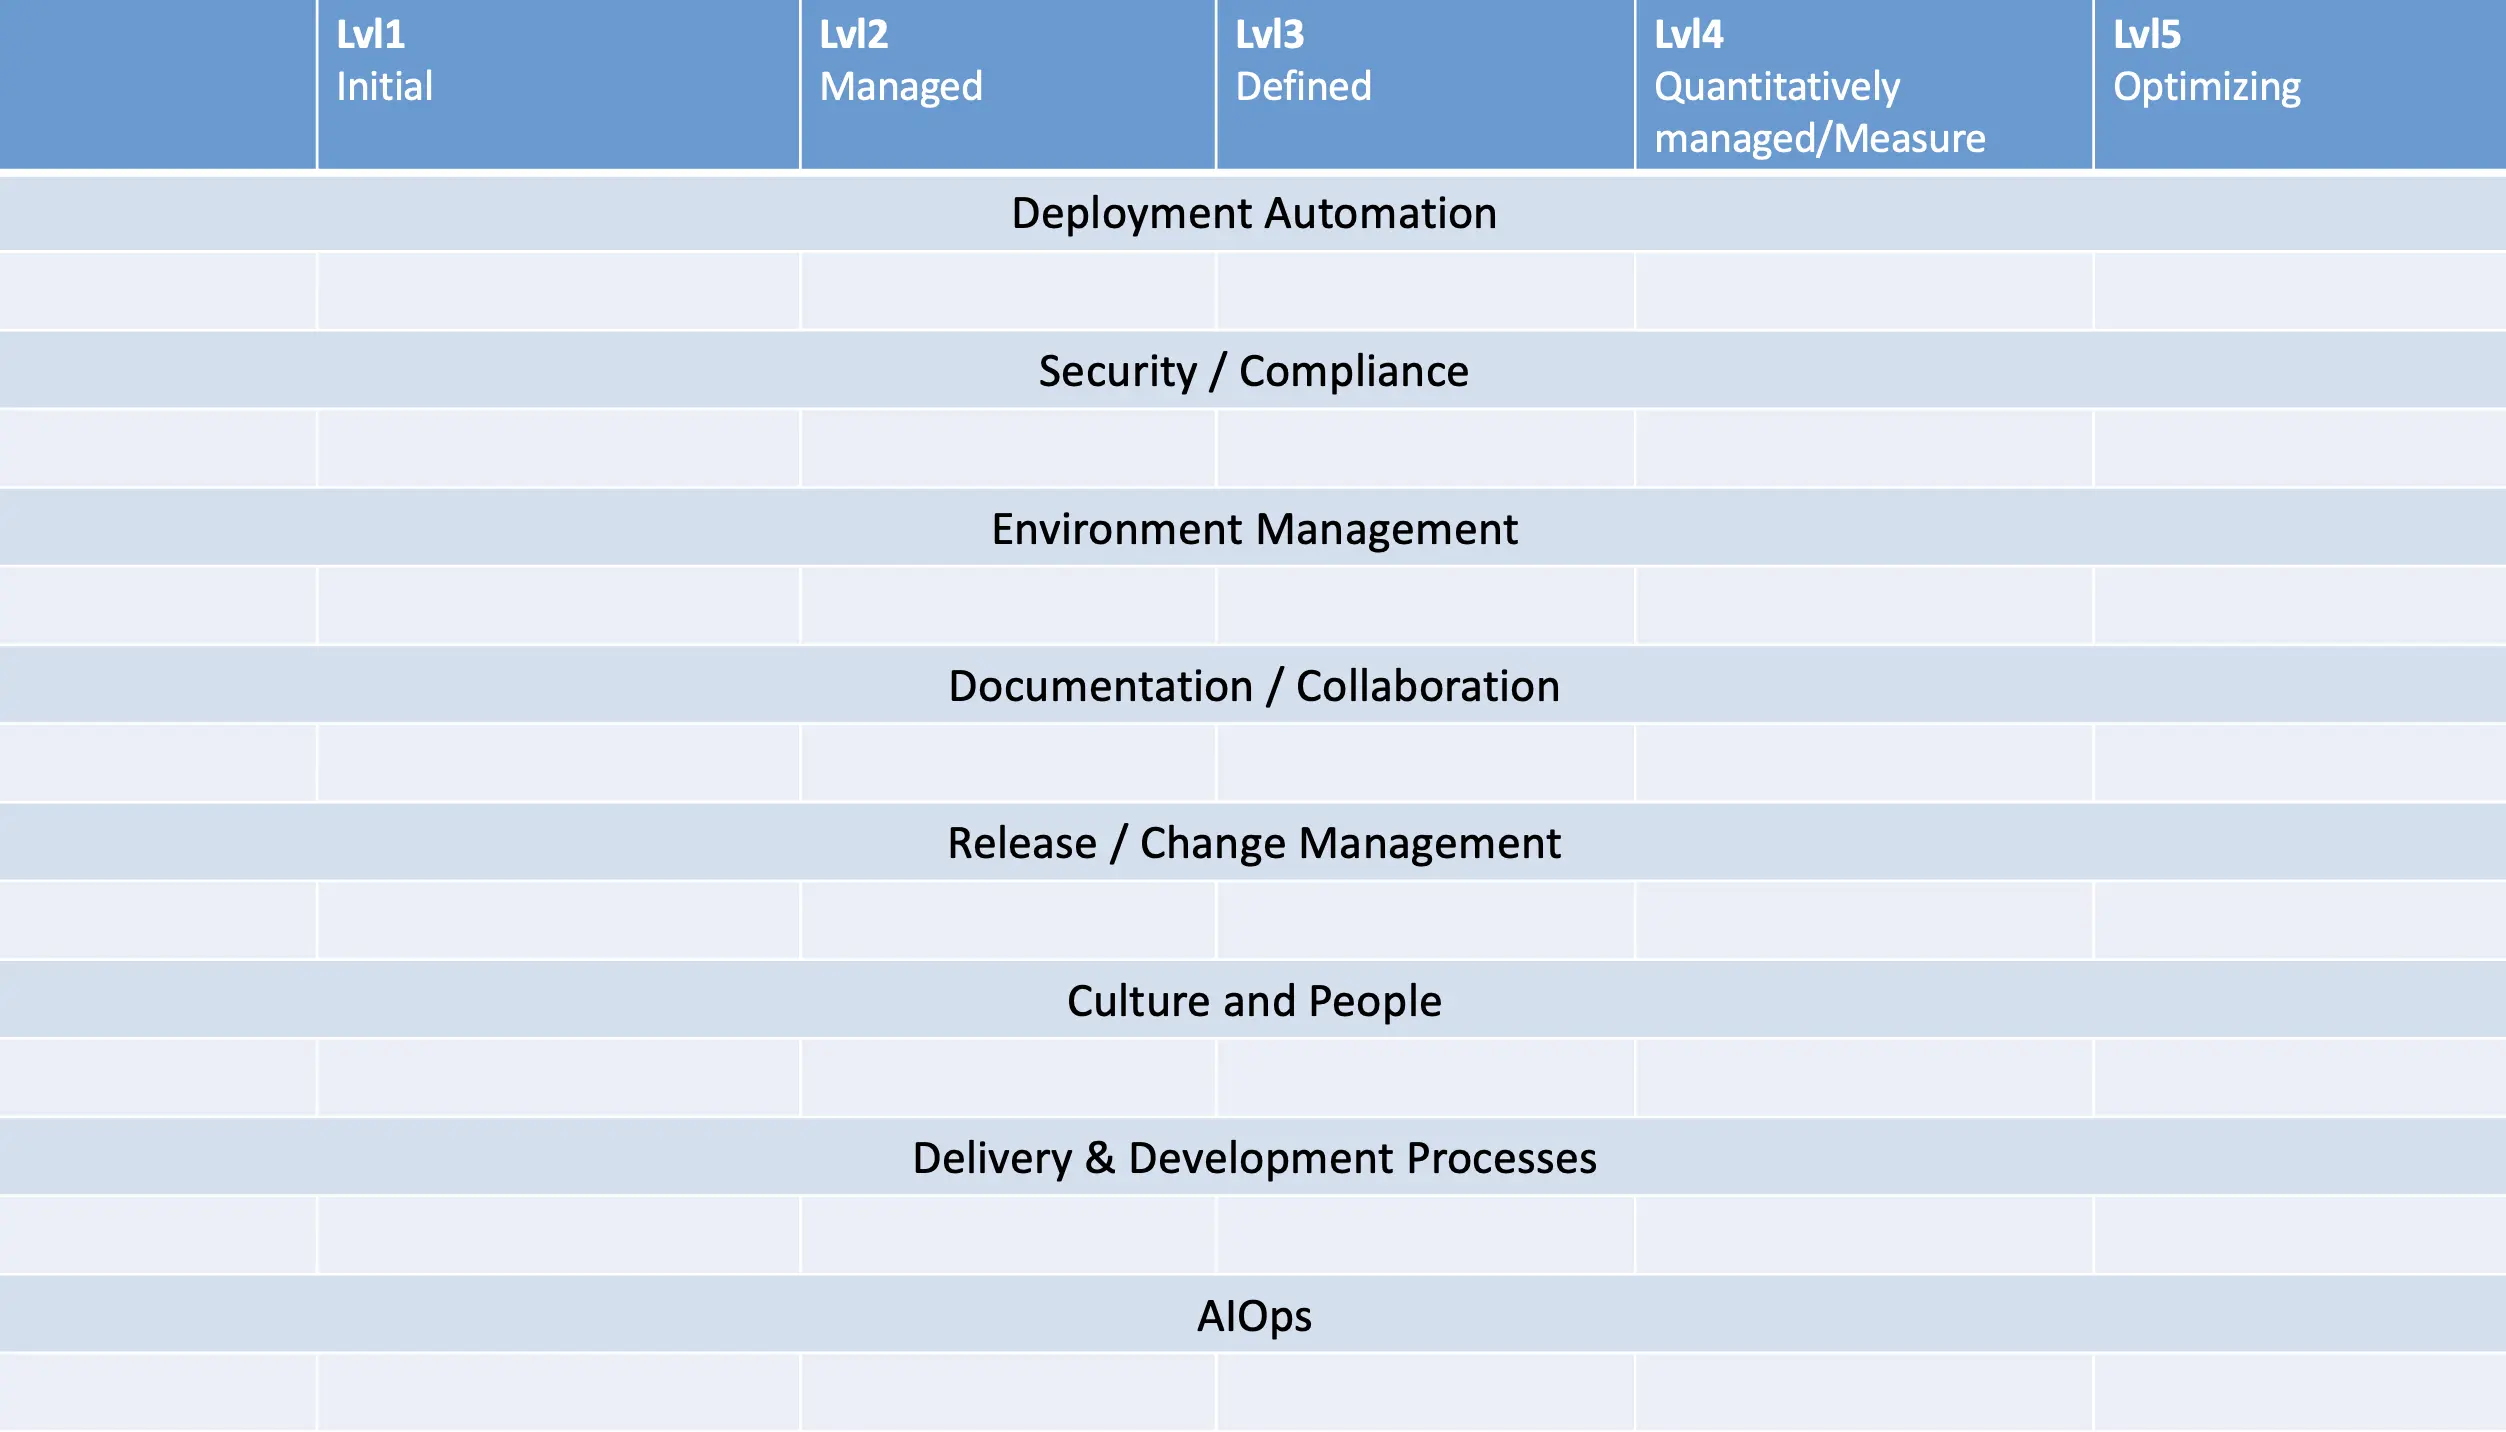 Lvl1
Initial
Lvl2
Managed
Lvl3
Defined
Lvl4
Quantitatively
managed/Measure
Lvl5
Optimizing
Deployment Automation
Security / Compliance
Environment Management
Documentation / Collaboration
Release / Change Management
Culture and People
Delivery & Development Processes
AIOps